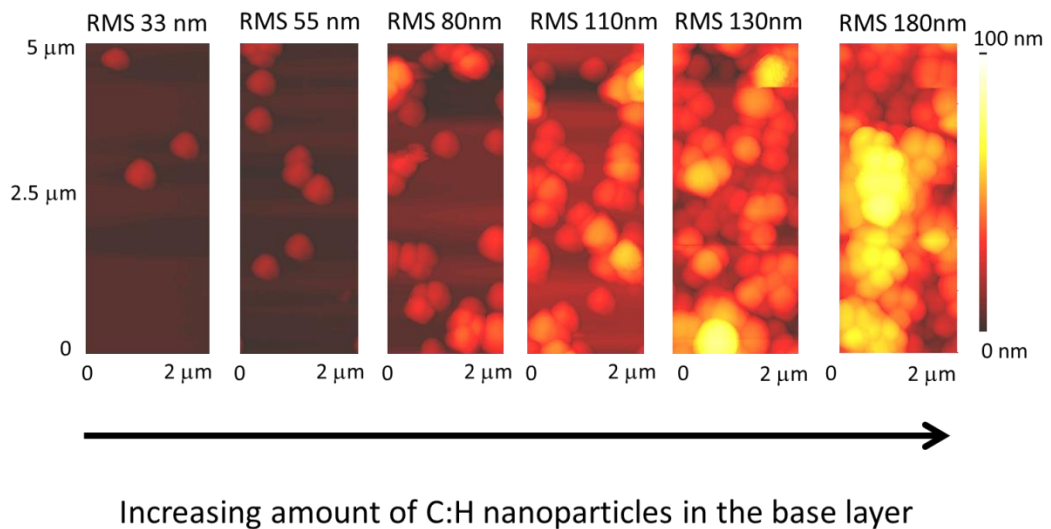 RMS 33 nm RMS 55 nm RMS 80nm RMS 110nm RMS 130nm RMS 180nm
5 μm 100 nm
2.5 μm
0 0 nm
0 2 μm 0 2 μm 0 2 μm 0 2 μm 0 2 μm 0 2 μm
Increasing amount of C:H nanoparticles in the base layer